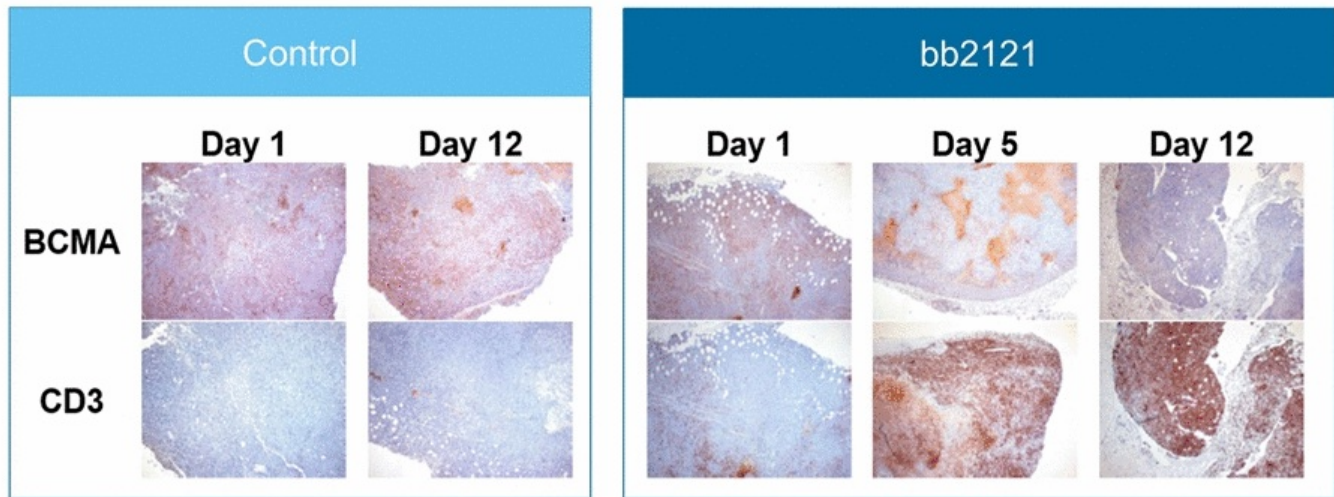 Control
Day 1 Day 12
BCMA
CD3
bb2121
Day 1 Day 5 Day 12